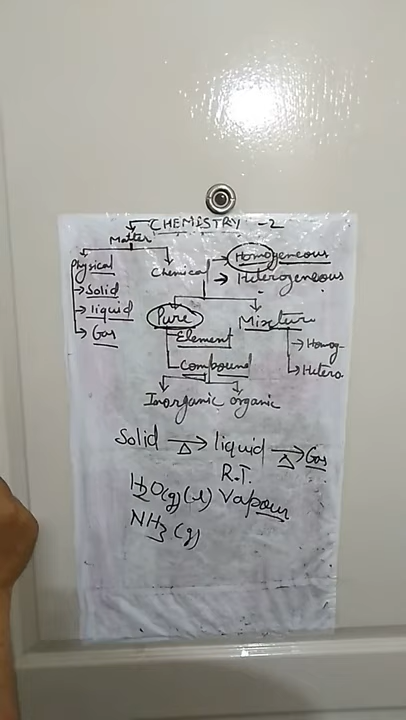 CHEMISTRY - 2
Matter
Physical
→ Solid
→ liquid
→ Gas
Chemical
→ Homogeneous
→ Heterogeneous
Pure
Element
Compound
Inorganic organic
Mixture
→ Homog-
→ Hetero
Solid →Δ liquid →Δ Gas
R.T.
H2O(g)(l) Vapour
NH3 (g)